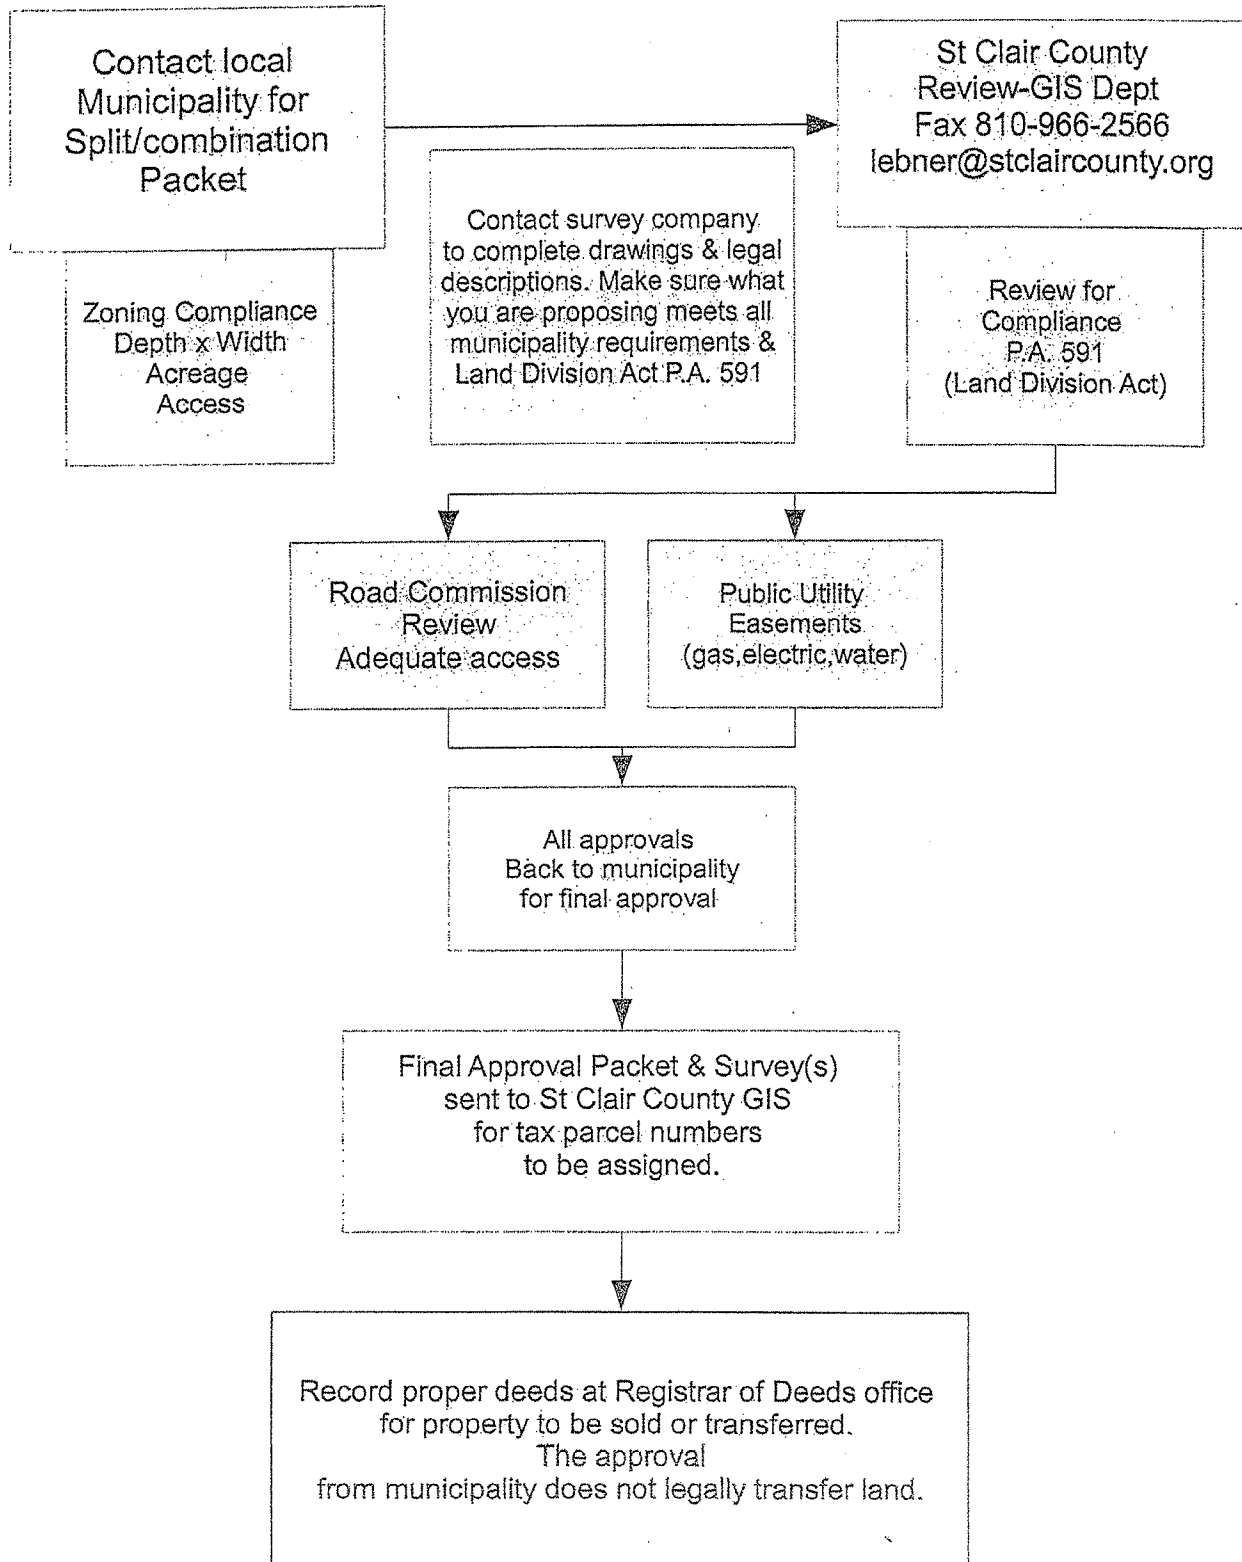 Contact local
Municipality for
Split/combination
Packet
St Clair County
Review-GIS Dept
Fax 810-966-2566
lebner@stclaircounty.org
Zoning Compliance
Depth x Width
Acreage
Access
Contact survey company
to complete drawings & legal
descriptions. Make sure what
you are proposing meets all
municipality requirements &
Land Division Act P.A. 591
Review for
Compliance
P.A. 591
(Land Division Act)
Road Commission
Review
Adequate access
Public Utility
Easements
(gas,electric,water)
All approvals
Back to municipality
for final approval
Final Approval Packet & Survey(s)
sent to St Clair County GIS
for tax parcel numbers
to be assigned.
Record proper deeds at Registrar of Deeds office
for property to be sold or transferred.
The approval
from municipality does not legally transfer land.